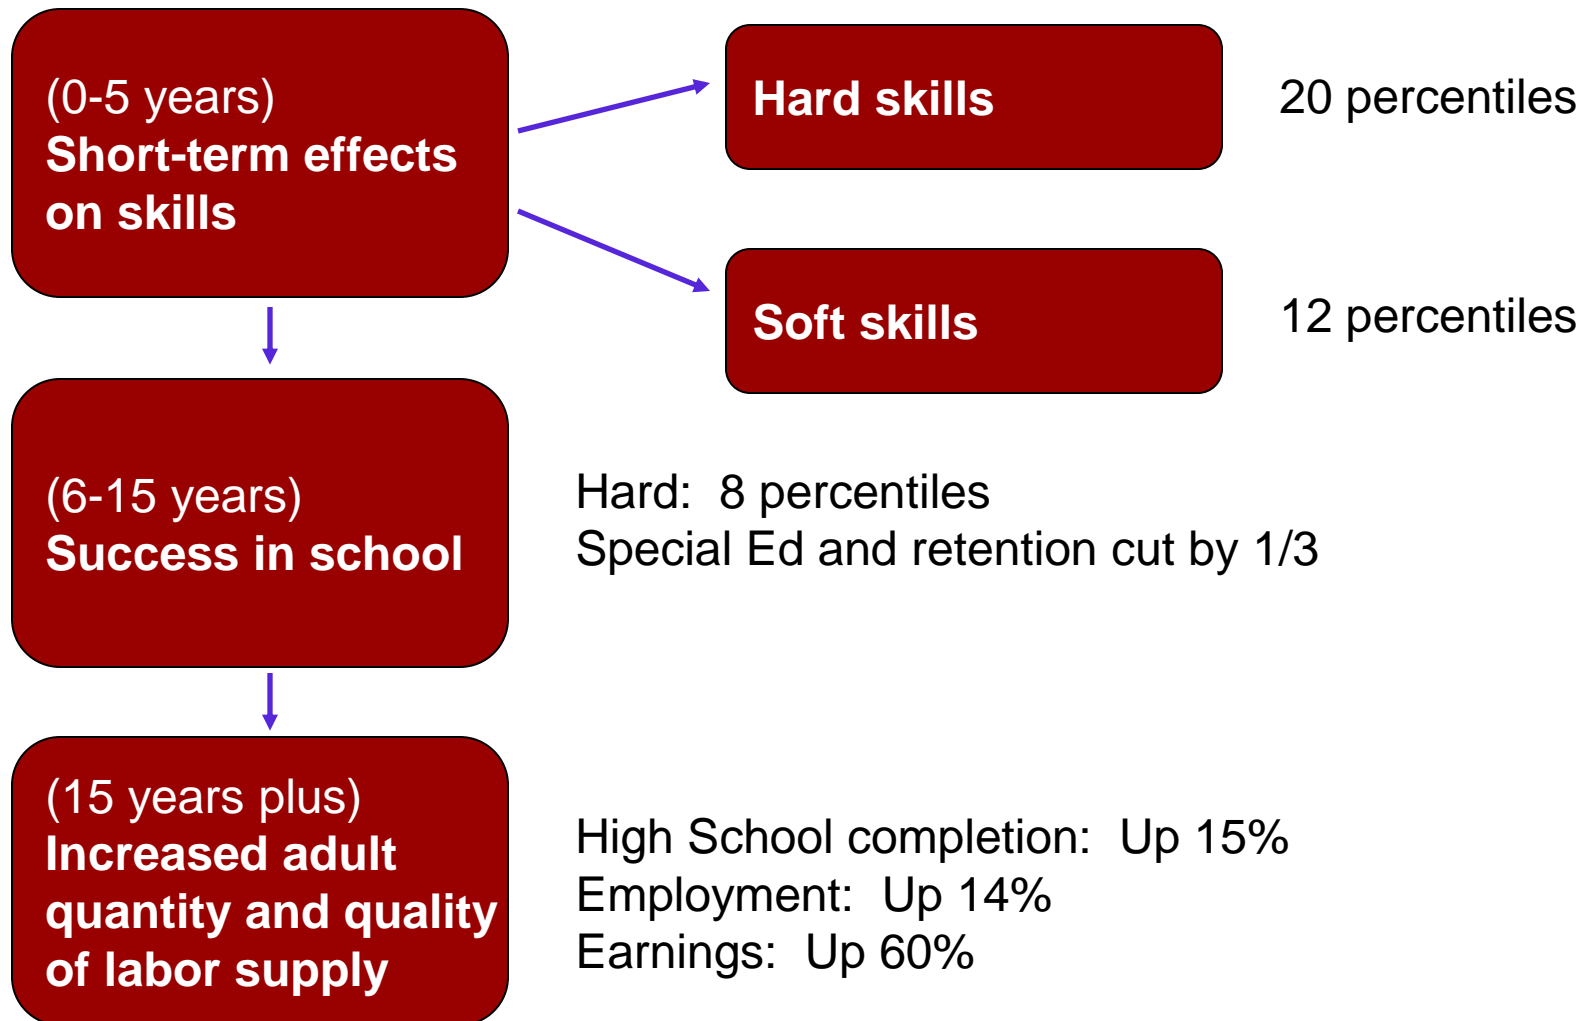 (0-5 years)
Short-term effects
on skills
Hard skills
20 percentiles
Soft skills
12 percentiles
(6-15 years)
Success in school
Hard:  8 percentiles
Special Ed and retention cut by 1/3
(15 years plus)
Increased adult
quantity and quality
of labor supply
High School completion:  Up 15%
Employment:  Up 14%
Earnings:  Up 60%